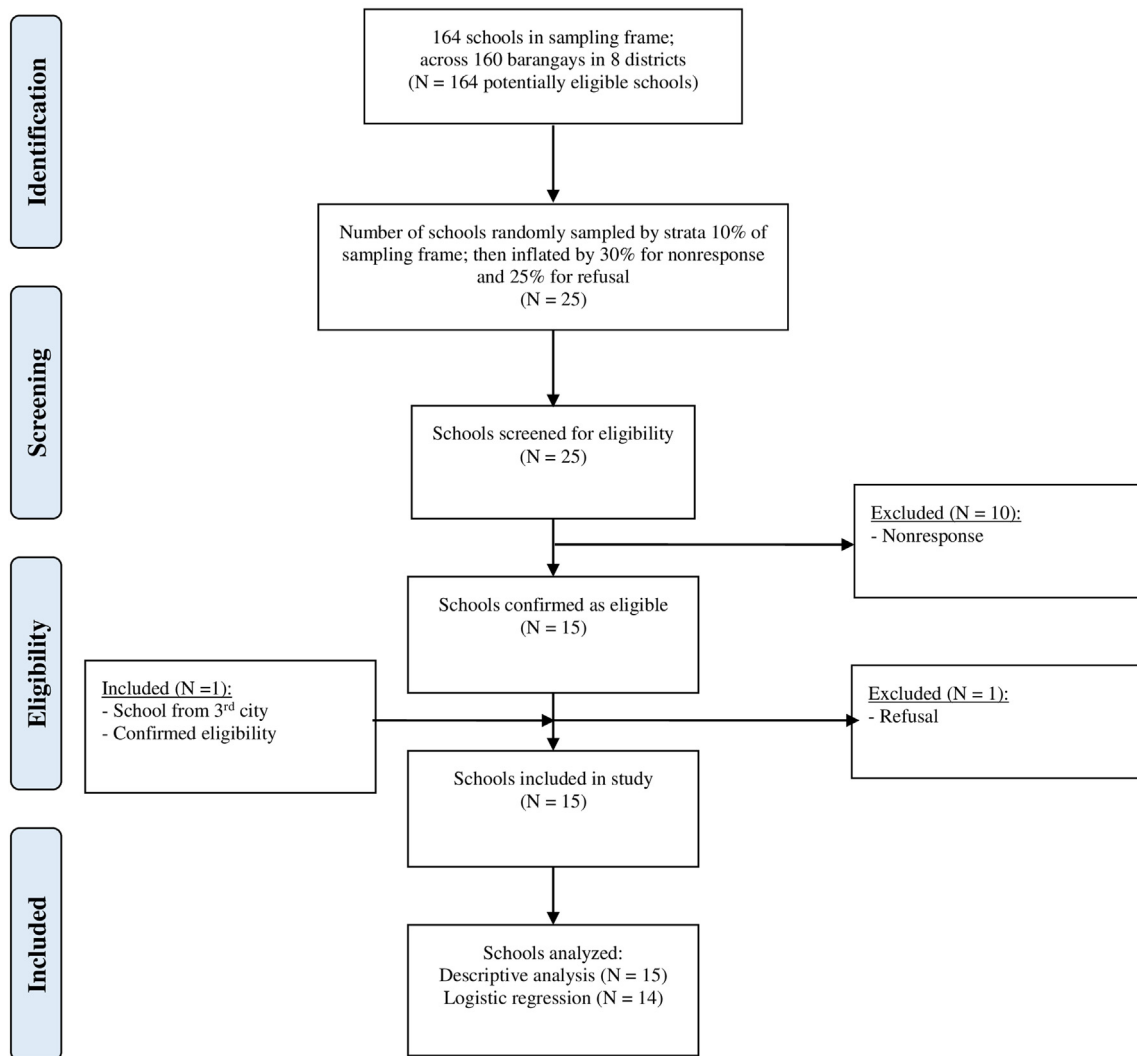 Identification
164 schools in sampling frame;
across 160 barangays in 8 districts
(N = 164 potentially eligible schools)
Number of schools randomly sampled by strata 10% of
sampling frame; then inflated by 30% for nonresponse
and 25% for refusal
(N = 25)
Screening
Schools screened for eligibility
(N = 25)
Excluded (N = 10):
- Nonresponse
Eligibility
Schools confirmed as eligible
(N = 15)
Included (N =1):
- School from 3rd city
- Confirmed eligibility
Excluded (N = 1):
- Refusal
Schools included in study
(N = 15)
Included
Schools analyzed:
Descriptive analysis (N = 15)
Logistic regression (N = 14)